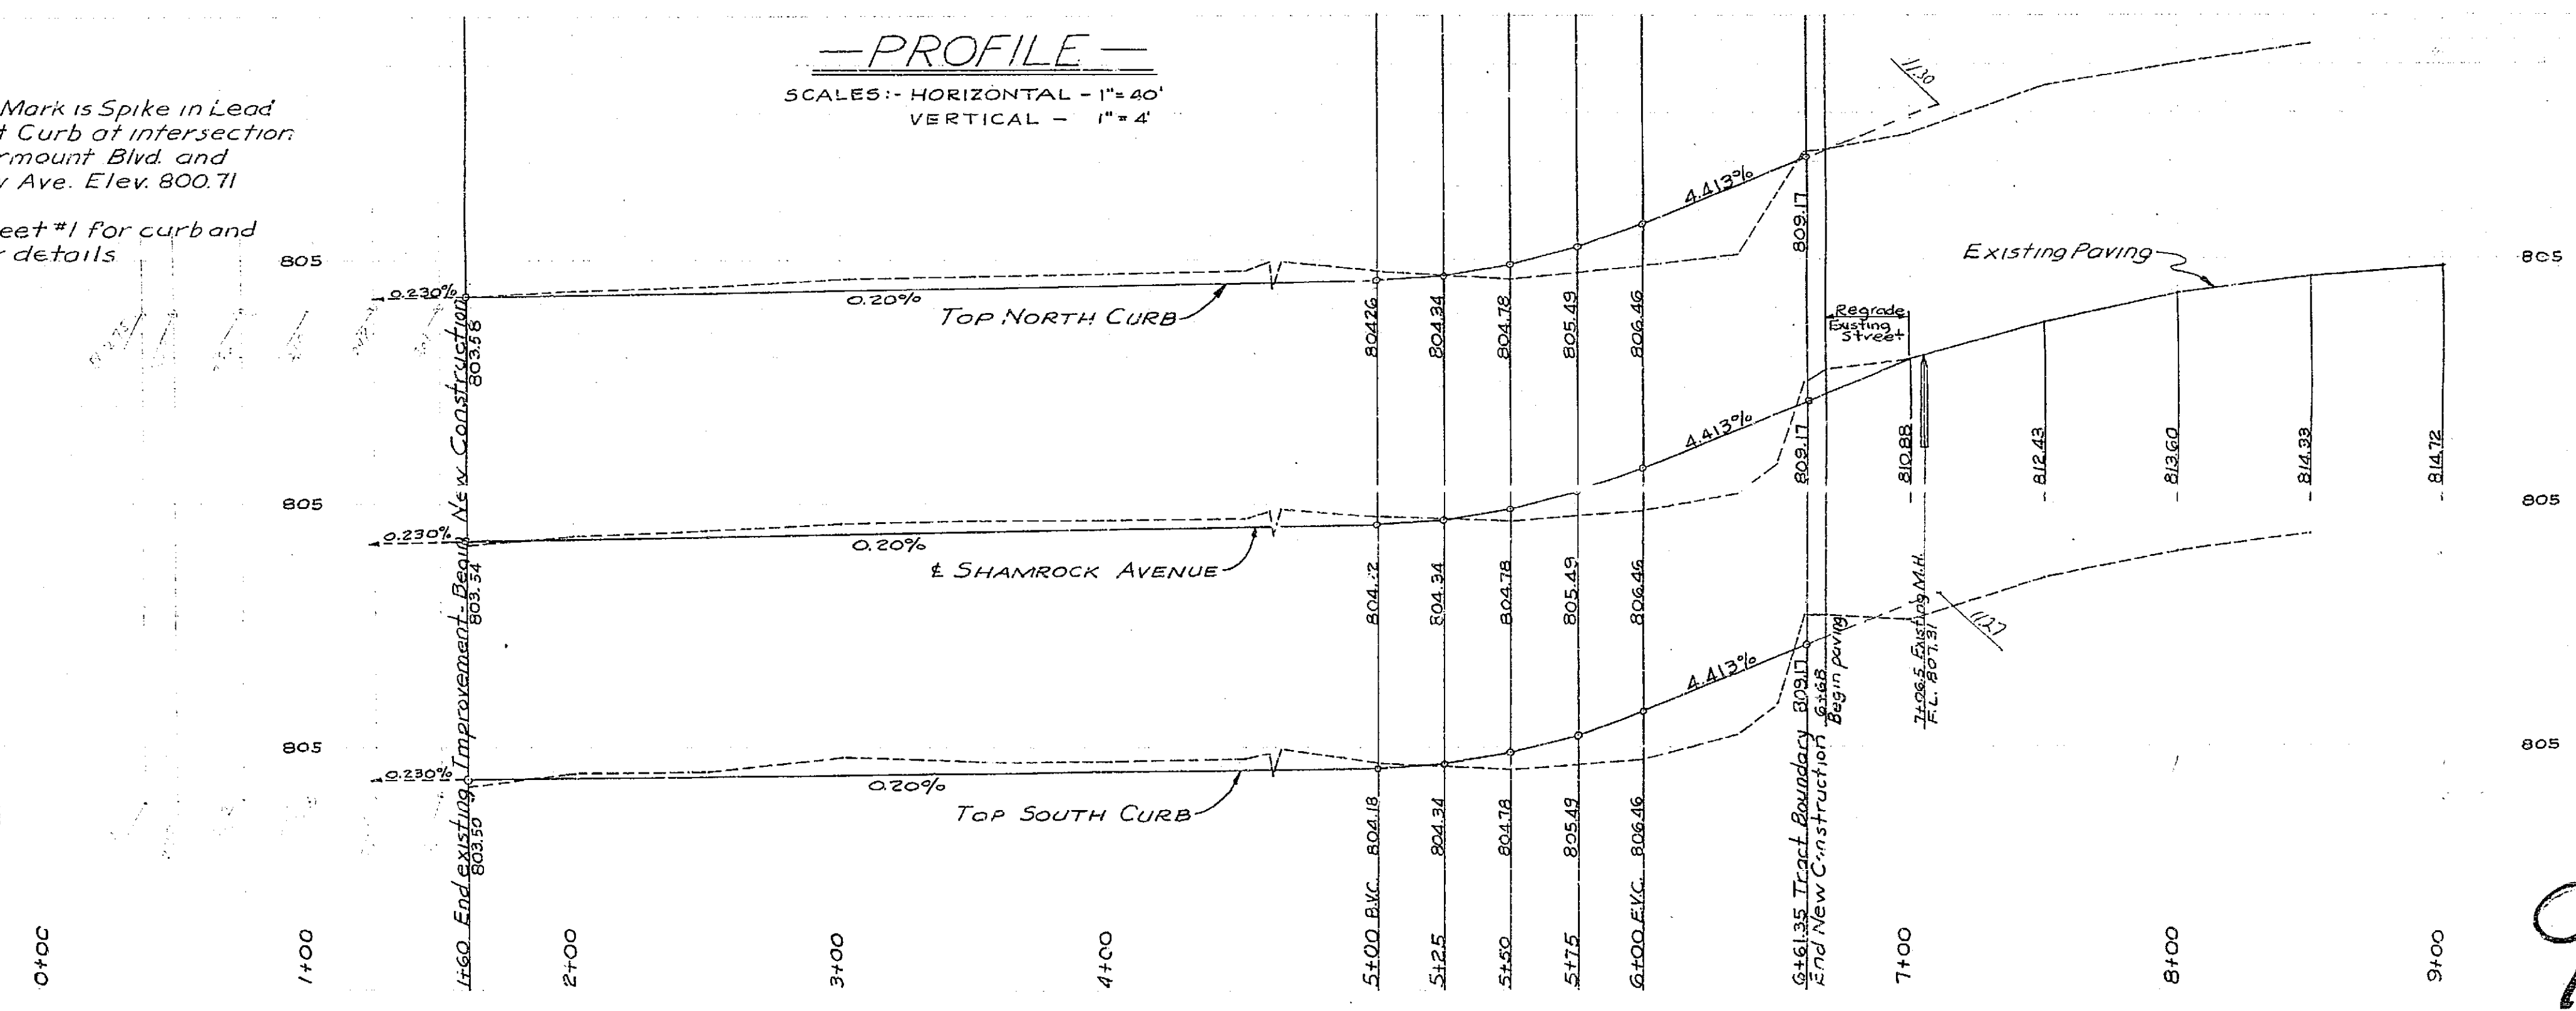 — PROFILE —
SCALES:- HORIZONTAL - 1"=40'
VERTICAL - 1"=4'
Mark is Spike in Lead
Curb at intersection
rmount Blvd. and
Ave. Elev. 800.71
eet #1 for curb and
details
805
0.230%
0.20%
TOP NORTH CURB
4.413%
11.30
805
803.58
804.26
804.34
804.78
805.49
806.46
809.17
Existing Paving
Regrade
Existing
Street
805
0.230%
0.20%
₵ SHAMROCK AVENUE
4.413%
805
803.54
804.12
804.34
804.78
805.49
806.46
809.17
810.88
812.43
813.60
814.33
814.72
805
0.230%
0.20%
TOP SOUTH CURB
4.413%
11.27
805
803.50
804.18
804.34
804.78
805.49
806.46
809.17
7+06.5 Existing M.H.
F.L. 807.31
0+00
1+00
1+60 End existing Improvement - Begin New Construction
2+00
3+00
4+00
5+00 B.V.C.
5+25
5+50
5+75
6+00 E.V.C.
6+61.35 Tract Boundary
End New Construction
6+68
Begin paving
7+00
8+00
9+00